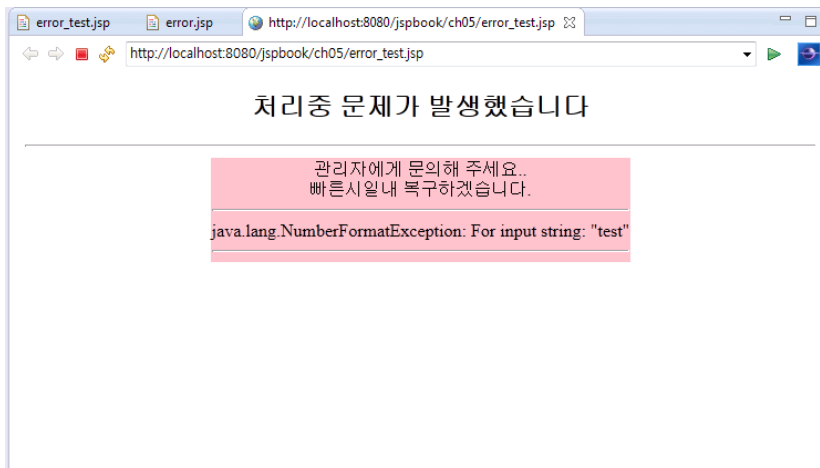 error_test.jsp error.jsp http://localhost:8080/jspbook/ch05/error_test.jsp
http://localhost:8080/jspbook/ch05/error_test.jsp
처리중 문제가 발생했습니다
관리자에게 문의해 주세요..
빠른시일내 복구하겠습니다.
java.lang.NumberFormatException: For input string: "test"